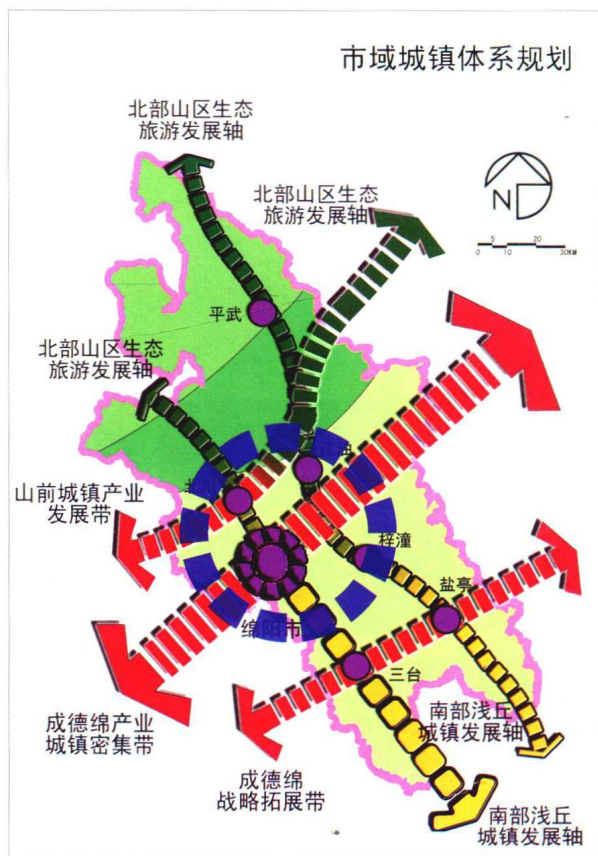 市域城镇体系规划
北部山区生态
旅游发展轴
北部山区生态
旅游发展轴
N
5 20
0 10 30KM
平武
北部山区生态
旅游发展轴
江油
山前城镇产业
发展带
梓潼
盐亭
绵阳市
三台
成德绵产业
城镇密集带
南部浅丘
城镇发展轴
成德绵
战略拓展带
南部浅丘
城镇发展轴